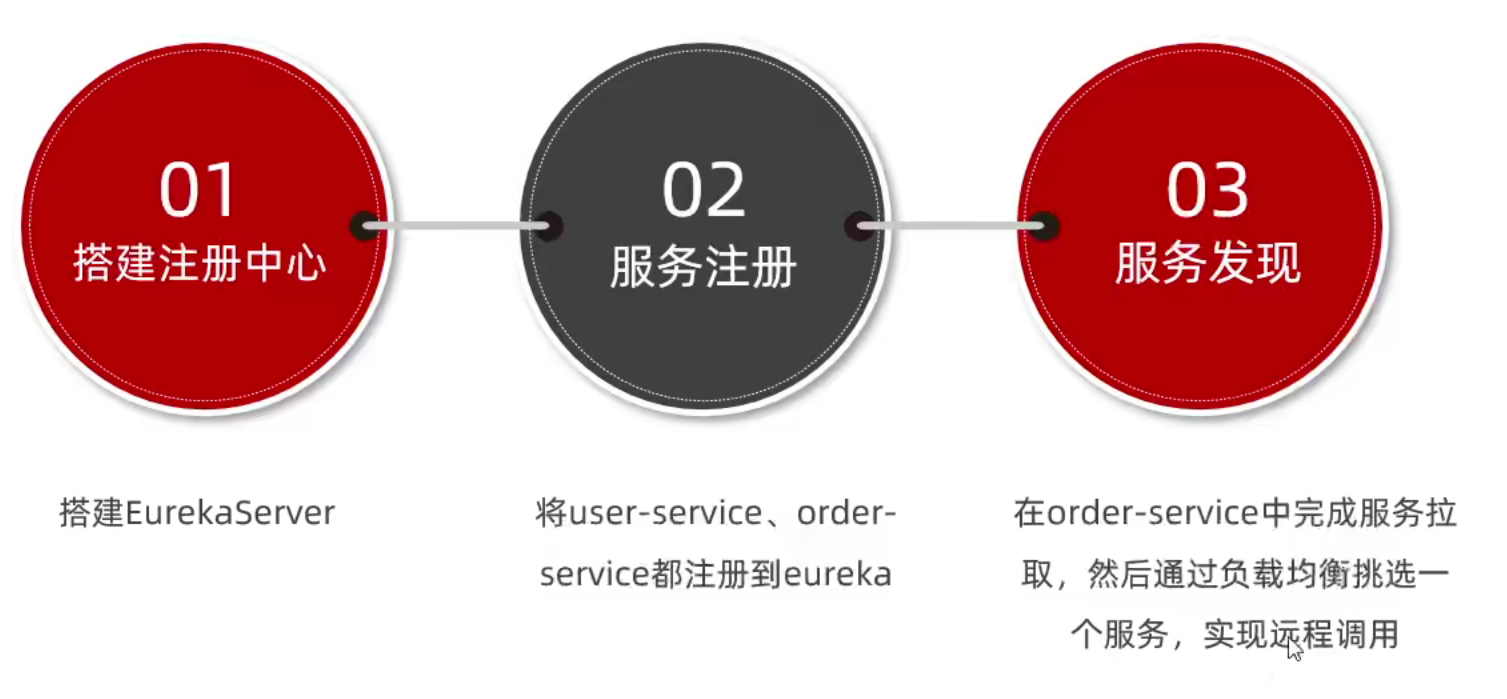 01
搭建注册中心
02
服务注册
03
服务发现
搭建EurekaServer
将user-service、order-
service都注册到eureka
在order-service中完成服务拉
取，然后通过负载均衡挑选一
个服务，实现远程调用